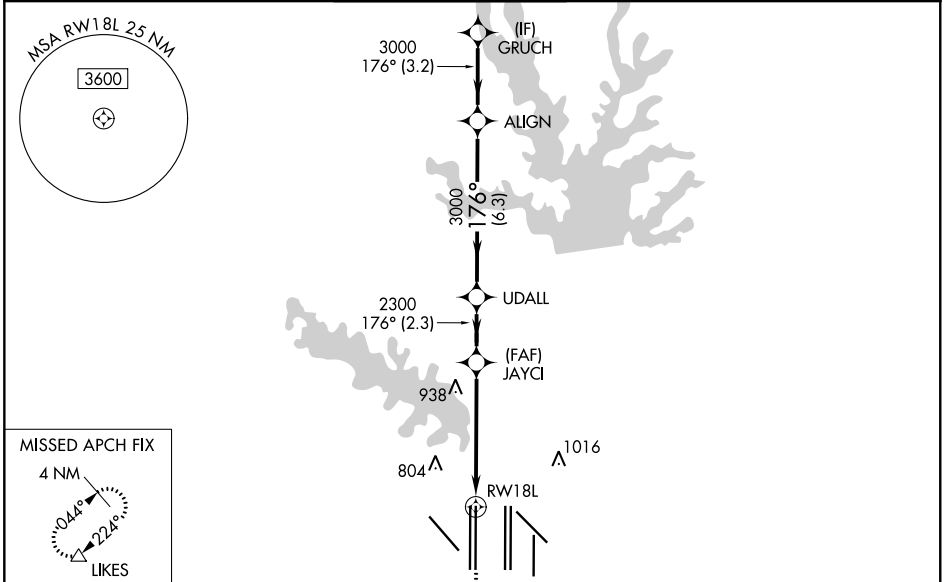 MSA RW18L 25 NM
3600
(IF)
GRUCH
3000
176° (3.2)
ALIGN
3000
176°
(6.3)
UDALL
2300
176° (2.3)
(FAF)
JAYCI
938
804
1016
RW18L
MISSED APCH FIX
4 NM
044°
224°
LIKES